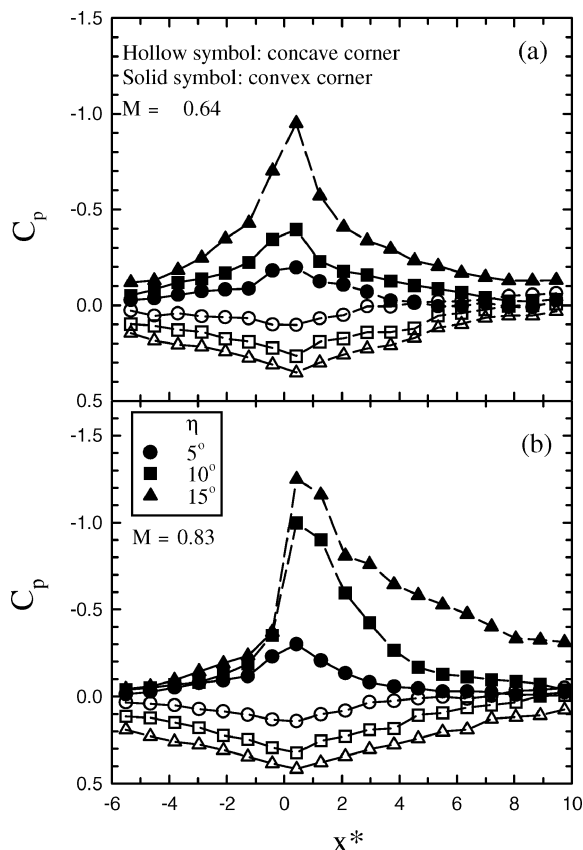 -1.5
(a)
Hollow symbol: concave corner
Solid symbol: convex corner
M = 0.64
-1.0
-0.5
0.0
0.5
Cp
(b)
η
5°
10°
15°
M = 0.83
-1.5
-1.0
-0.5
0.0
0.5
Cp
-6 -4 -2 0 2 4 6 8 10
x*